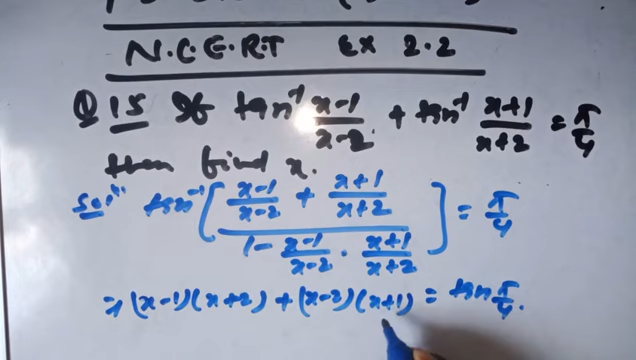 N.C.E.R.T EX 2.2
Q 15 If tan⁻¹ (x-1)/(x-2) + tan⁻¹ (x+1)/(x+2) = π/4
then find x.
Solⁿ tan⁻¹ [ ( (x-1)/(x-2) + (x+1)/(x+2) ) / ( 1 - (x-1)/(x-2) · (x+1)/(x+2) ) ] = π/4
⇒ (x-1)(x+2) + (x-2)(x+1) = tan π/4.